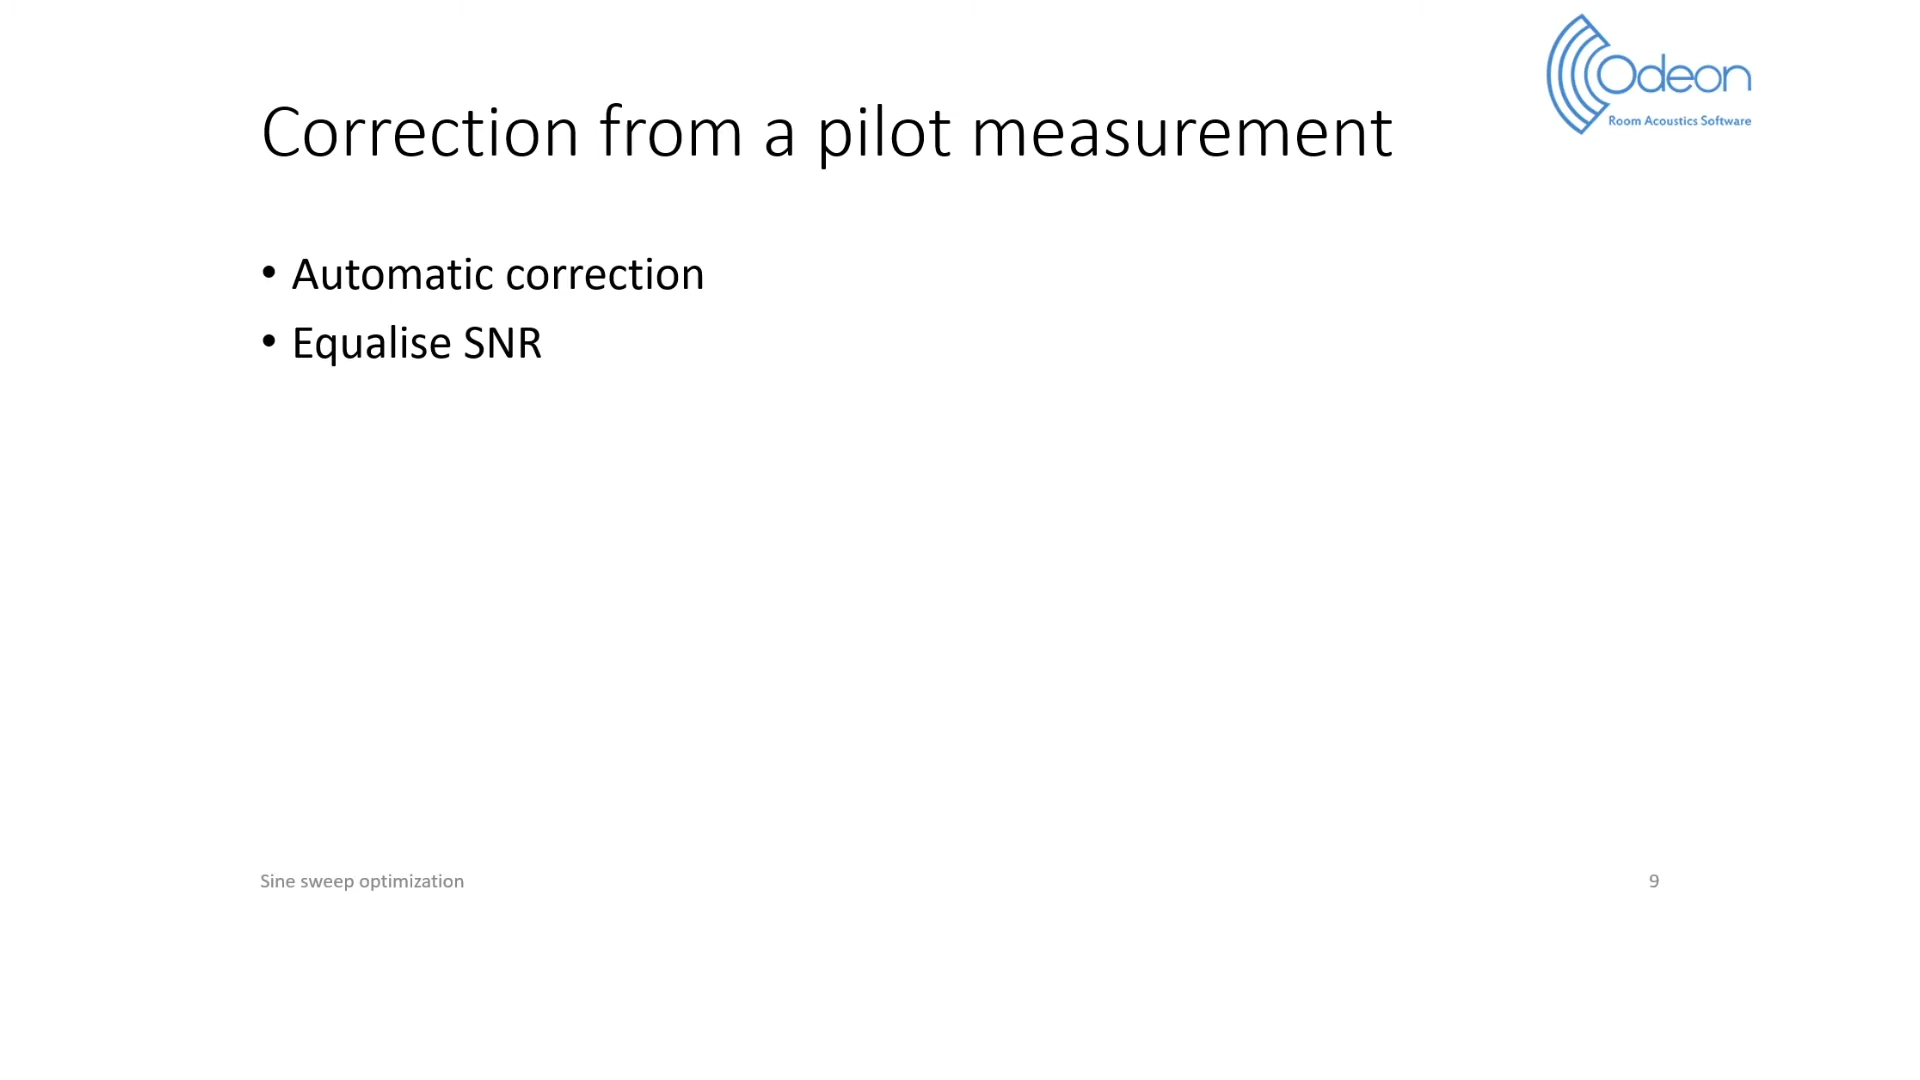 Odeon
Room Acoustics Software
Correction from a pilot measurement
• Automatic correction
• Equalise SNR
Sine sweep optimization
9